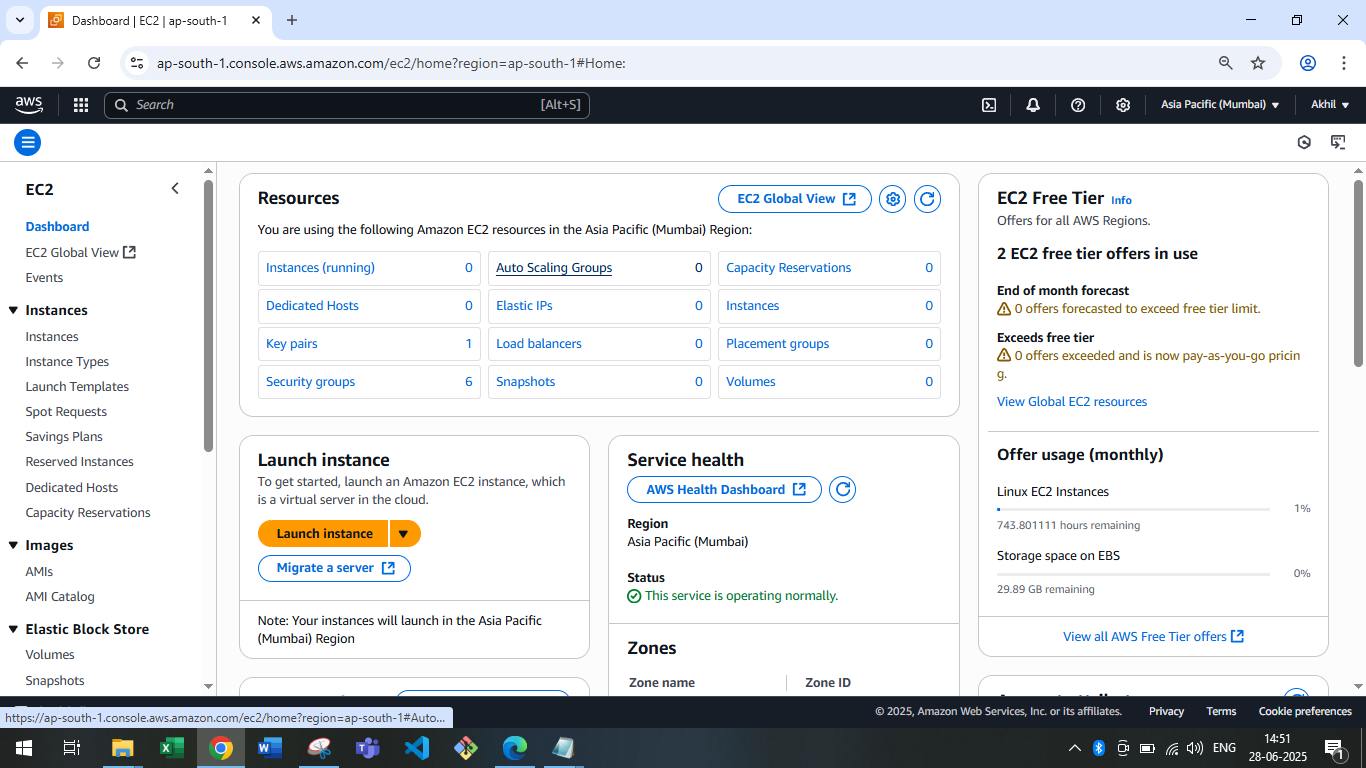 Dashboard | EC2 | ap-south-1
ap-south-1.console.aws.amazon.com/ec2/home?region=ap-south-1#Home:
aws
Search
[Alt+S]
Asia Pacific (Mumbai)
Akhil
EC2
Dashboard
EC2 Global View
Events
Instances
Instances
Instance Types
Launch Templates
Spot Requests
Savings Plans
Reserved Instances
Dedicated Hosts
Capacity Reservations
Images
AMIs
AMI Catalog
Elastic Block Store
Volumes
Snapshots
Resources
EC2 Global View
You are using the following Amazon EC2 resources in the Asia Pacific (Mumbai) Region:
Instances (running) 0
Auto Scaling Groups 0
Capacity Reservations 0
Dedicated Hosts 0
Elastic IPs 0
Instances 0
Key pairs 1
Load balancers 0
Placement groups 0
Security groups 6
Snapshots 0
Volumes 0
Launch instance
To get started, launch an Amazon EC2 instance, which
is a virtual server in the cloud.
Launch instance
Migrate a server
Note: Your instances will launch in the Asia Pacific
(Mumbai) Region
Service health
AWS Health Dashboard
Region
Asia Pacific (Mumbai)
Status
This service is operating normally.
Zones
Zone name
Zone ID
EC2 Free Tier Info
Offers for all AWS Regions.
2 EC2 free tier offers in use
End of month forecast
0 offers forecasted to exceed free tier limit.
Exceeds free tier
0 offers exceeded and is now pay-as-you-go pricin
g.
View Global EC2 resources
Offer usage (monthly)
Linux EC2 Instances
1%
743.801111 hours remaining
Storage space on EBS
0%
29.89 GB remaining
View all AWS Free Tier offers
https://ap-south-1.console.aws.amazon.com/ec2/home?region=ap-south-1#Auto...
© 2025, Amazon Web Services, Inc. or its affiliates.
Privacy
Terms
Cookie preferences
ENG
14:51
28-06-2025
1